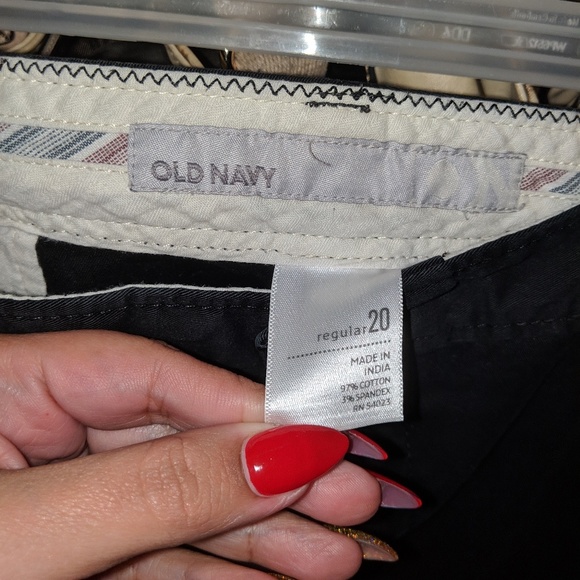 OLD NAVY
regular 20
MADE IN
INDIA
97% COTTON
3% SPANDEX
RN 54023